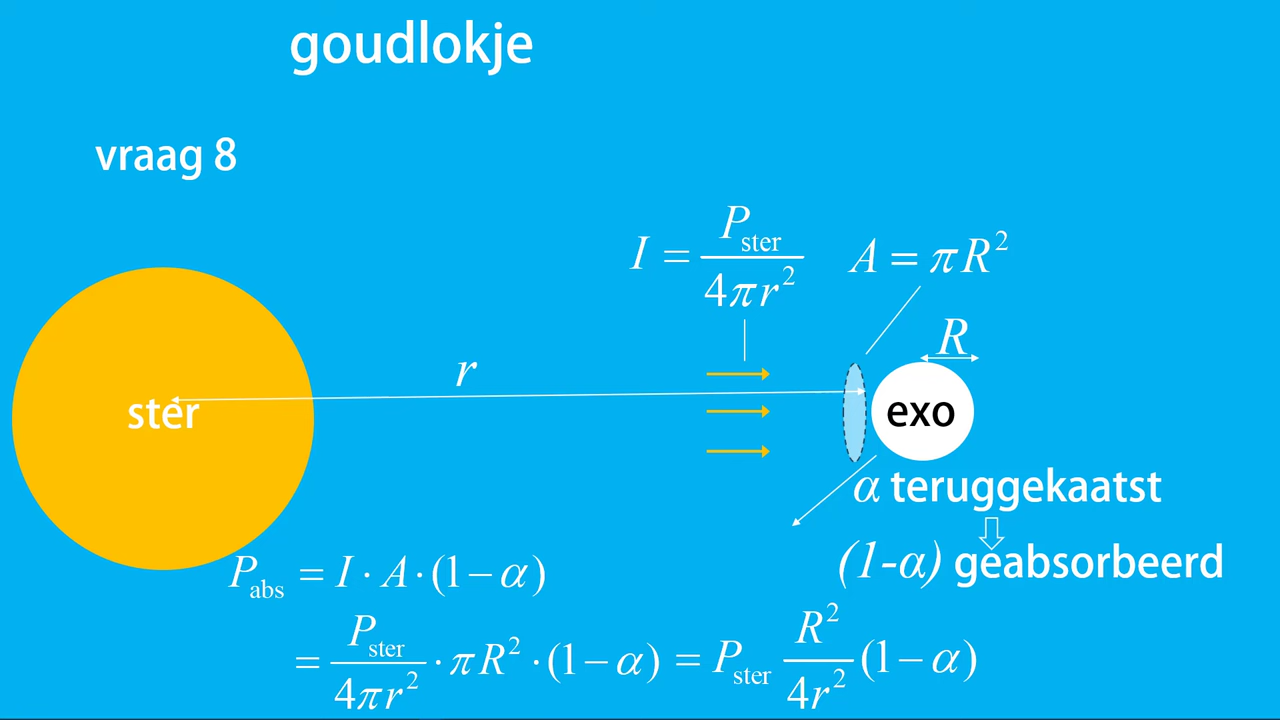 goudlokje
vraag 8
I = P_ster / 4πr²
A = πR²
R
r
ster
exo
α teruggekaatst
(1-α) geabsorbeerd
P_abs = I · A · (1 − α)
= P_ster / 4πr² · πR² · (1 − α) = P_ster R² / 4r² (1 − α)